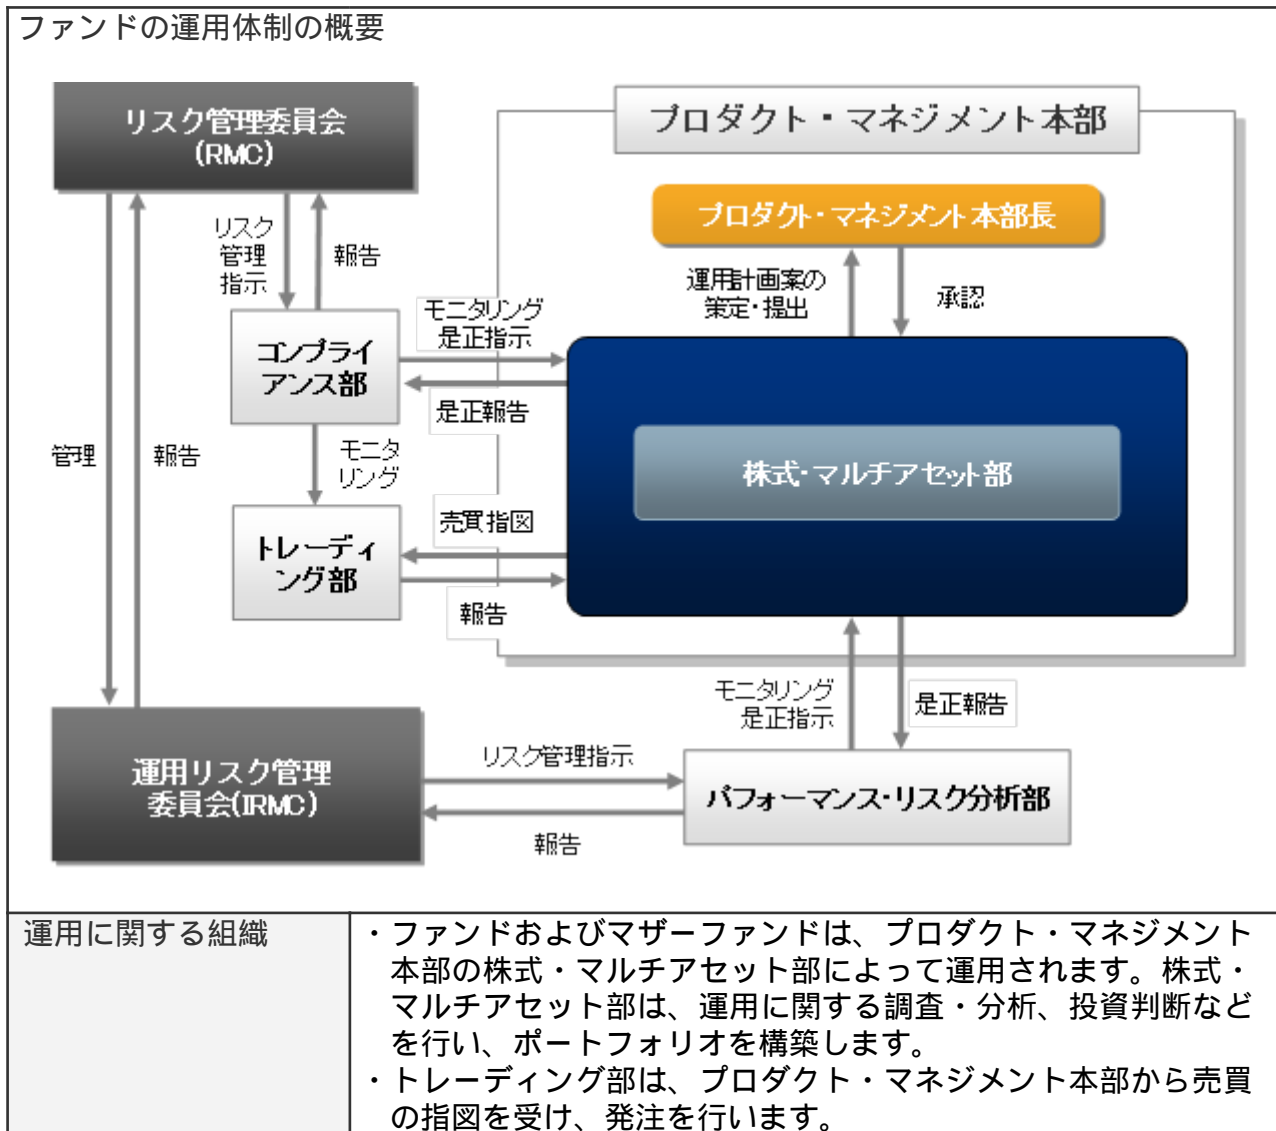 ファンドの運用体制の概要
リスク管理委員会
(RMC)
プロダクト・マネジメント本部
プロダクト・マネジメント本部長
リスク
管理
指示
報告
運用計画案の
策定・提出
承認
モニタリング
是正指示
コンプライ
アンス部
是正報告
管理
報告
モニタ
リング
株式・マルチアセット部
売買指図
トレーディ
ング部
報告
モニタリング
是正指示
是正報告
運用リスク管理
委員会(IRMC)
リスク管理指示
パフォーマンス・リスク分析部
報告
運用に関する組織
・ファンドおよびマザーファンドは、プロダクト・マネジメント
本部の株式・マルチアセット部によって運用されます。株式・
マルチアセット部は、運用に関する調査・分析、投資判断など
を行い、ポートフォリオを構築します。
・トレーディング部は、プロダクト・マネジメント本部から売買
の指図を受け、発注を行います。